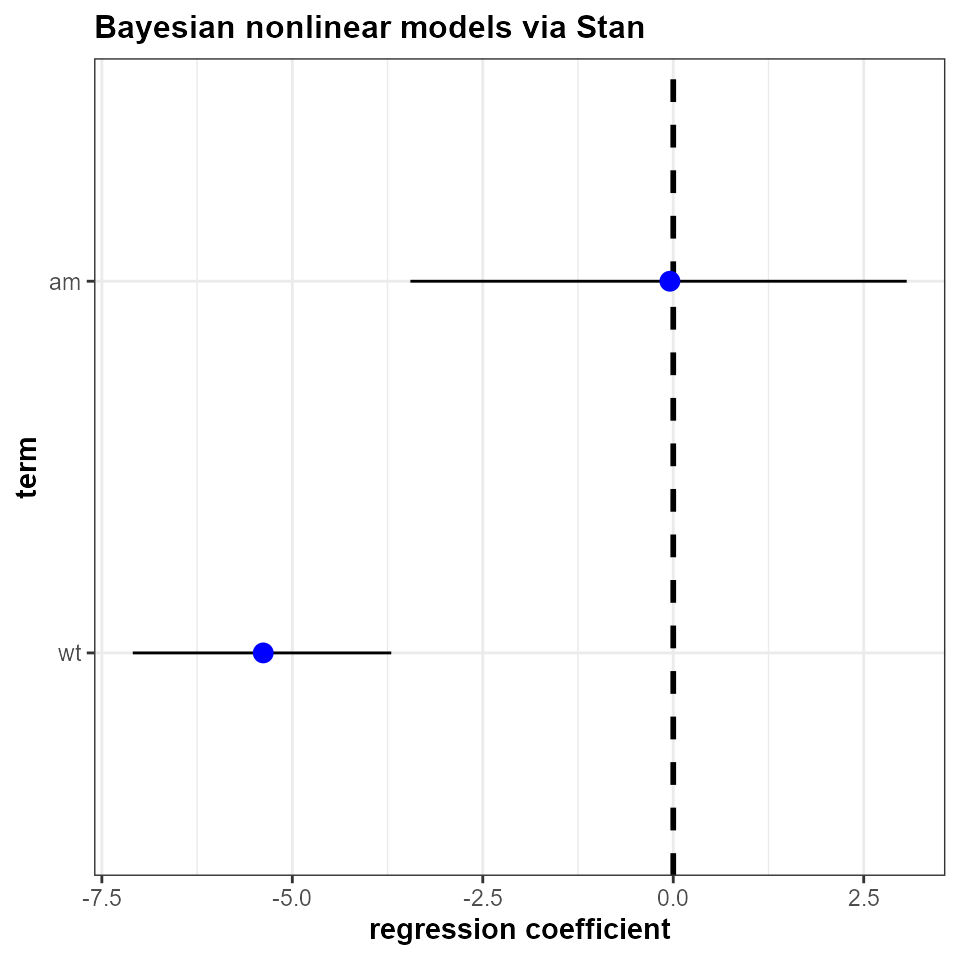 Bayesian nonlinear models via Stan
term
am
wt
-7.5 -5.0 -2.5 0.0 2.5
regression coefficient